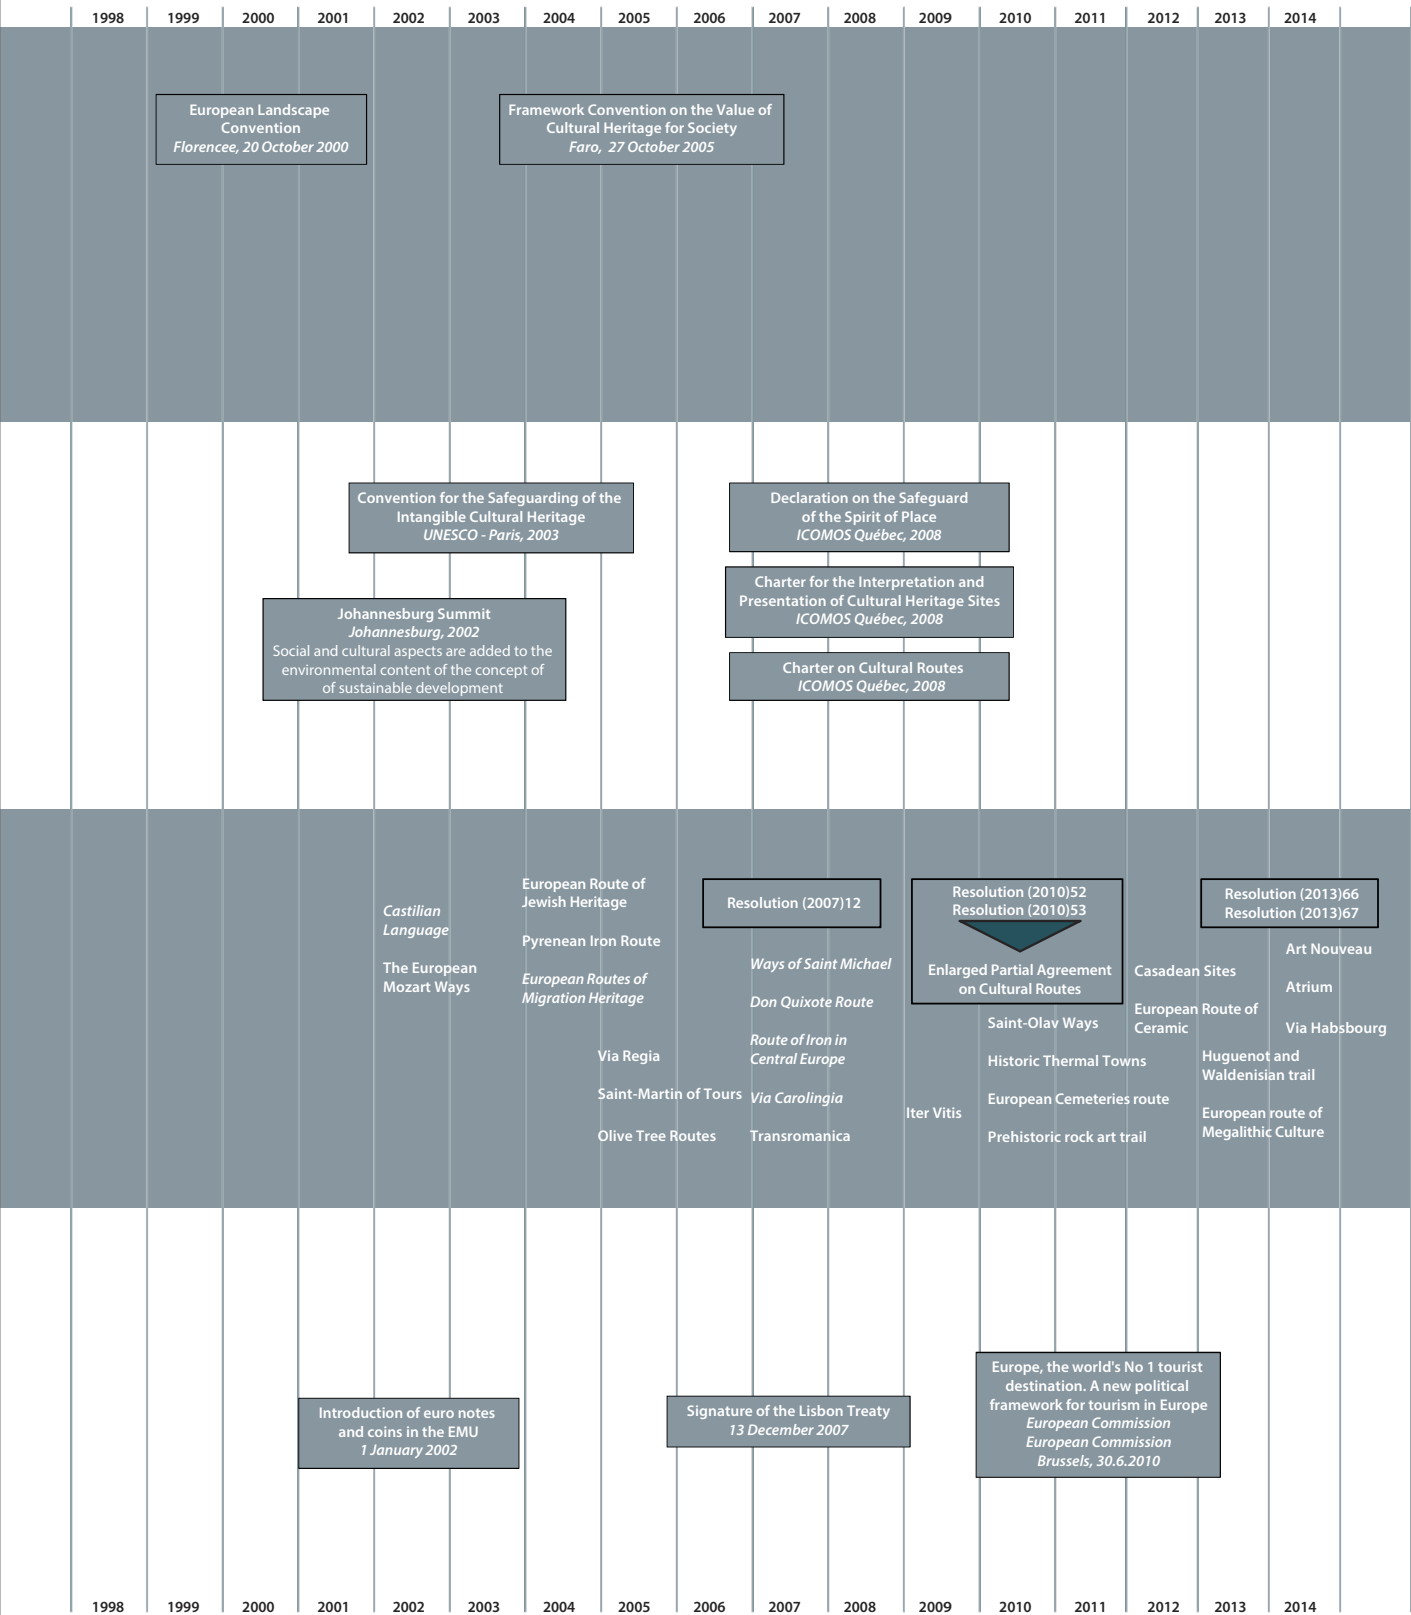 1998 1999 2000 2001 2002 2003 2004 2005 2006 2007 2008 2009 2010 2011 2012 2013 2014
European Landscape
Convention
Florencee, 20 October 2000
Framework Convention on the Value of
Cultural Heritage for Society
Faro, 27 October 2005
Convention for the Safeguarding of the
Intangible Cultural Heritage
UNESCO - Paris, 2003
Declaration on the Safeguard
of the Spirit of Place
ICOMOS Québec, 2008
Charter for the Interpretation and
Presentation of Cultural Heritage Sites
ICOMOS Québec, 2008
Johannesburg Summit
Johannesburg, 2002
Social and cultural aspects are added to the
environmental content of the concept of
of sustainable development
Charter on Cultural Routes
ICOMOS Québec, 2008
Castilian
Language
The European
Mozart Ways
European Route of
Jewish Heritage
Pyrenean Iron Route
European Routes of
Migration Heritage
Via Regia
Saint-Martin of Tours
Olive Tree Routes
Resolution (2007)12
Ways of Saint Michael
Don Quixote Route
Route of Iron in
Central Europe
Via Carolingia
Transromanica
Iter Vitis
Resolution (2010)52
Resolution (2010)53
Enlarged Partial Agreement
on Cultural Routes
Saint-Olav Ways
Historic Thermal Towns
European Cemeteries route
Prehistoric rock art trail
Casadean Sites
European Route of
Ceramic
Resolution (2013)66
Resolution (2013)67
Huguenot and
Waldenisian trail
European route of
Megalithic Culture
Art Nouveau
Atrium
Via Habsbourg
Introduction of euro notes
and coins in the EMU
1 January 2002
Signature of the Lisbon Treaty
13 December 2007
Europe, the world's No 1 tourist
destination. A new political
framework for tourism in Europe
European Commission
European Commission
Brussels, 30.6.2010
1998 1999 2000 2001 2002 2003 2004 2005 2006 2007 2008 2009 2010 2011 2012 2013 2014